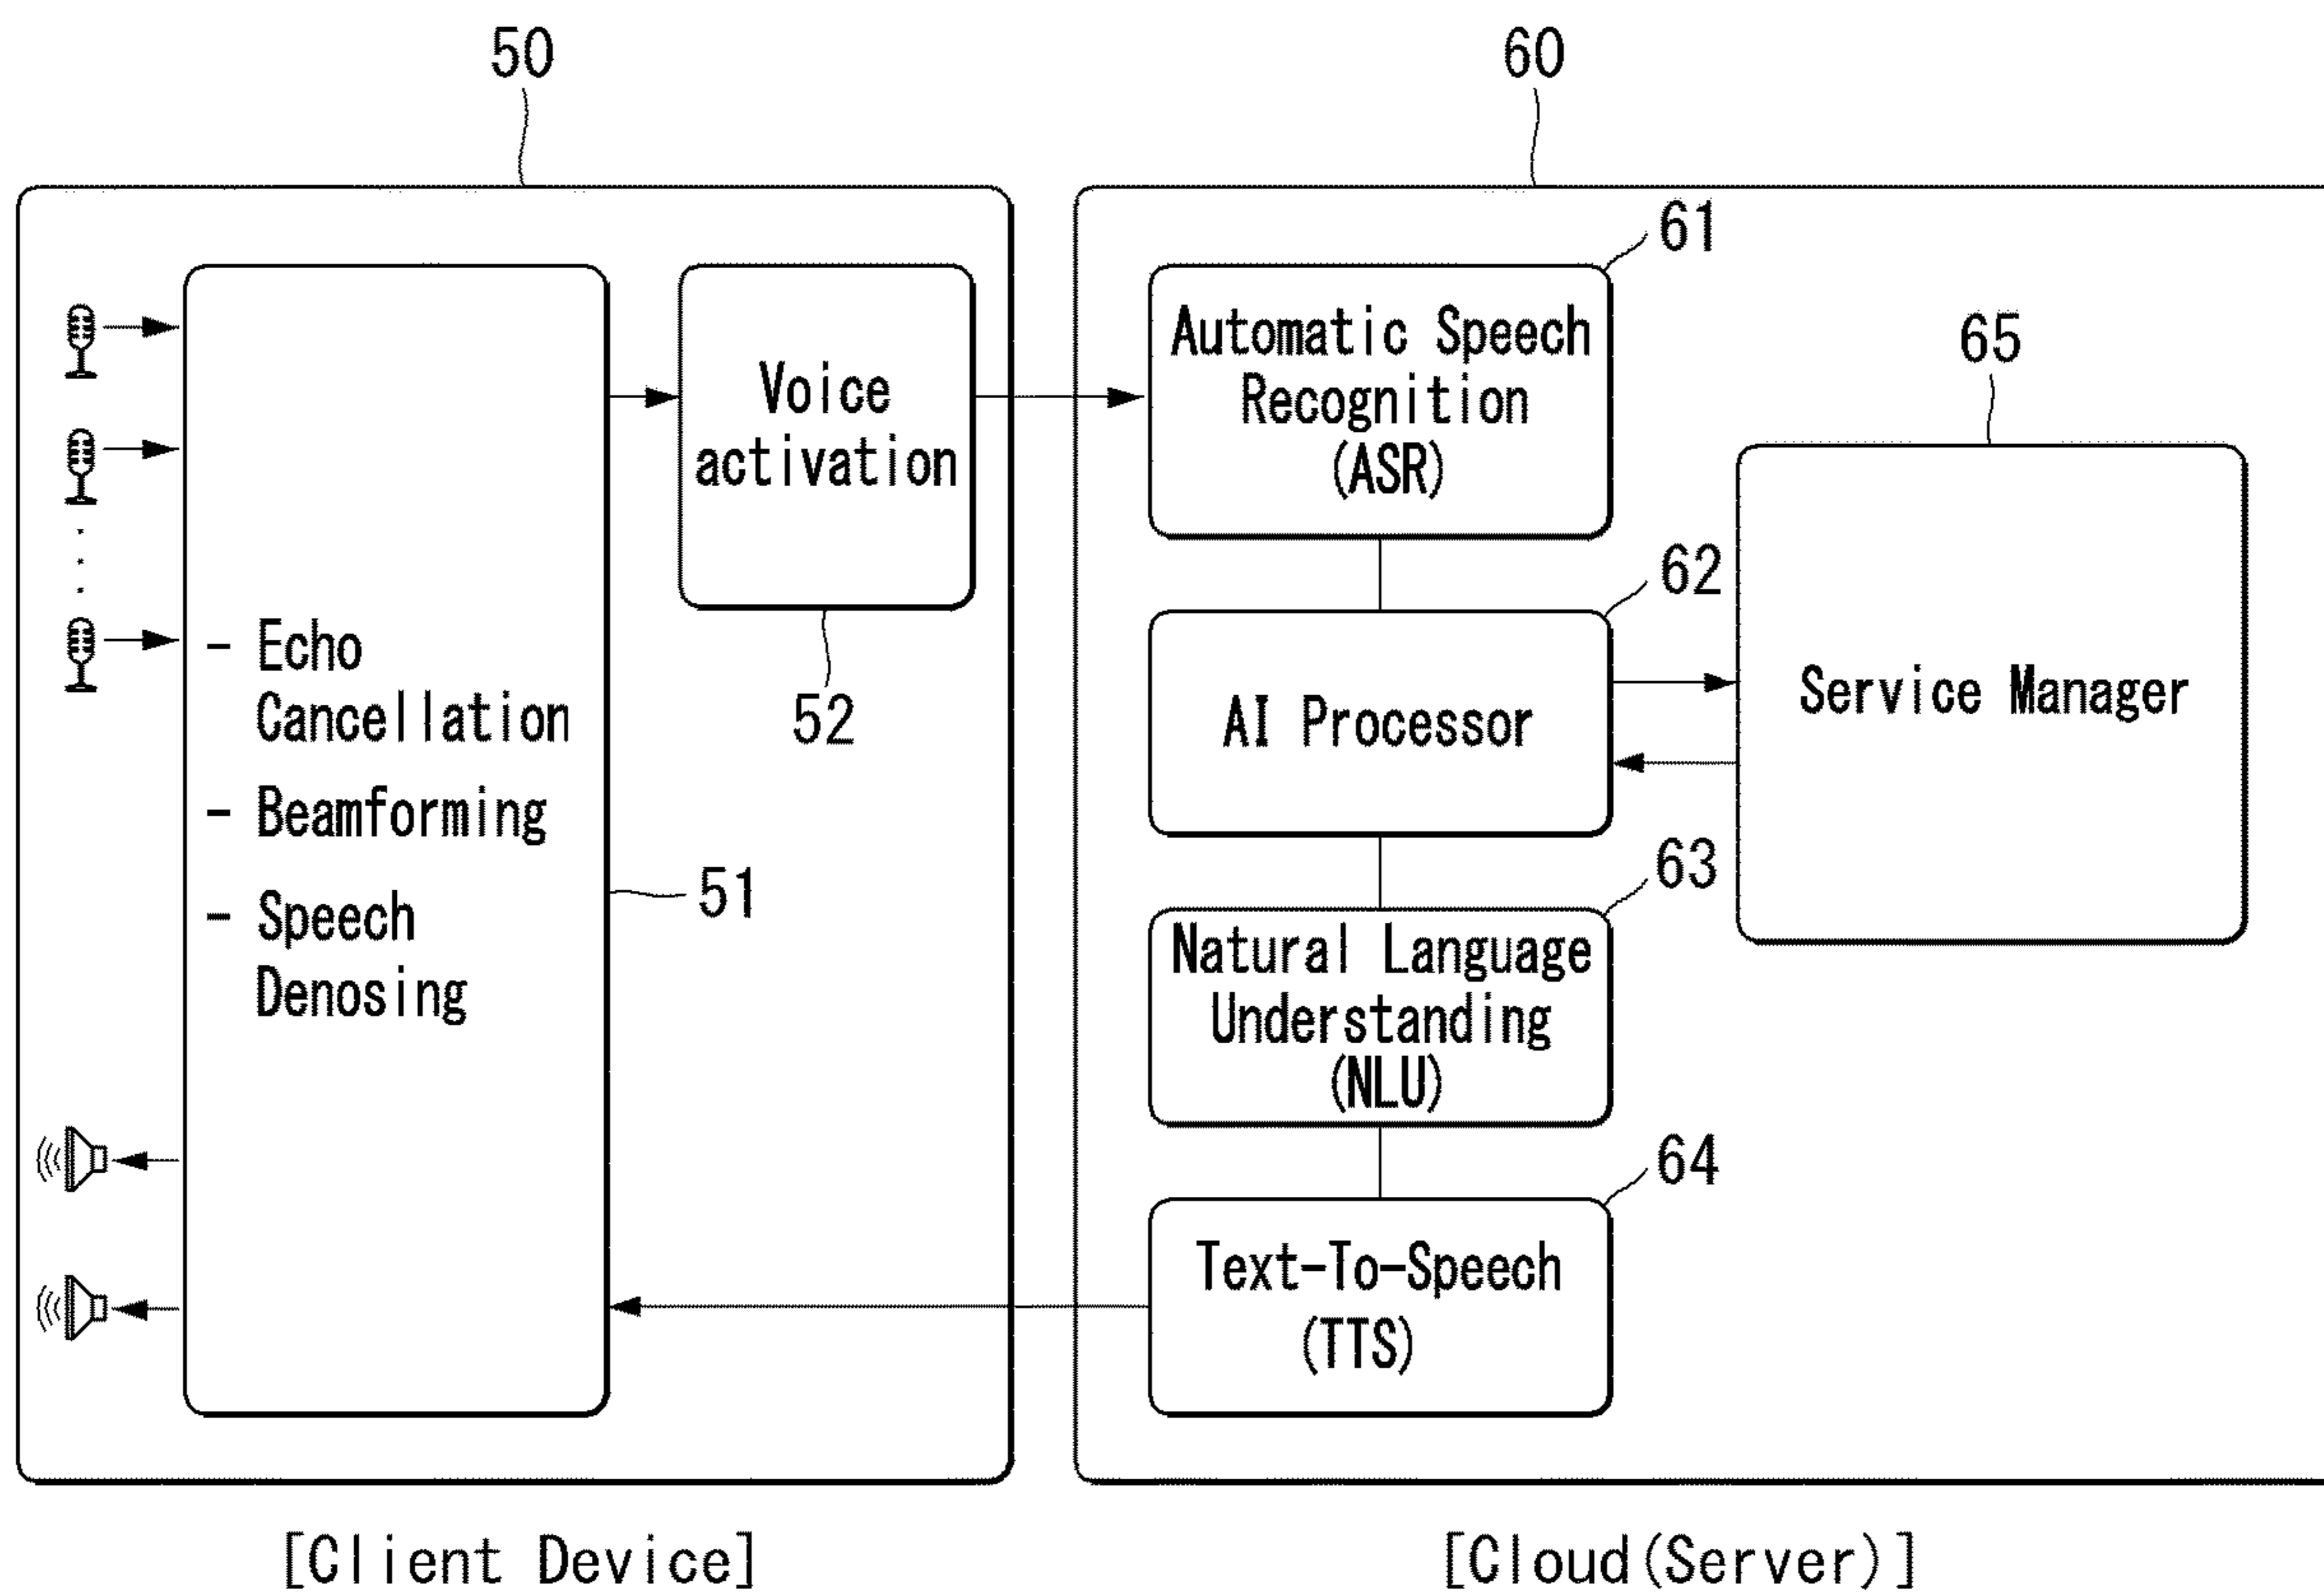 50
60
61
Automatic Speech
Recognition
(ASR)
Voice
activation
52
65
62
Service Manager
AI Processor
- Echo
Cancellation
- Beamforming
- Speech
Denosing
51
63
Natural Language
Understanding
(NLU)
64
Text-To-Speech
(TTS)
[Client Device]
[Cloud(Server)]